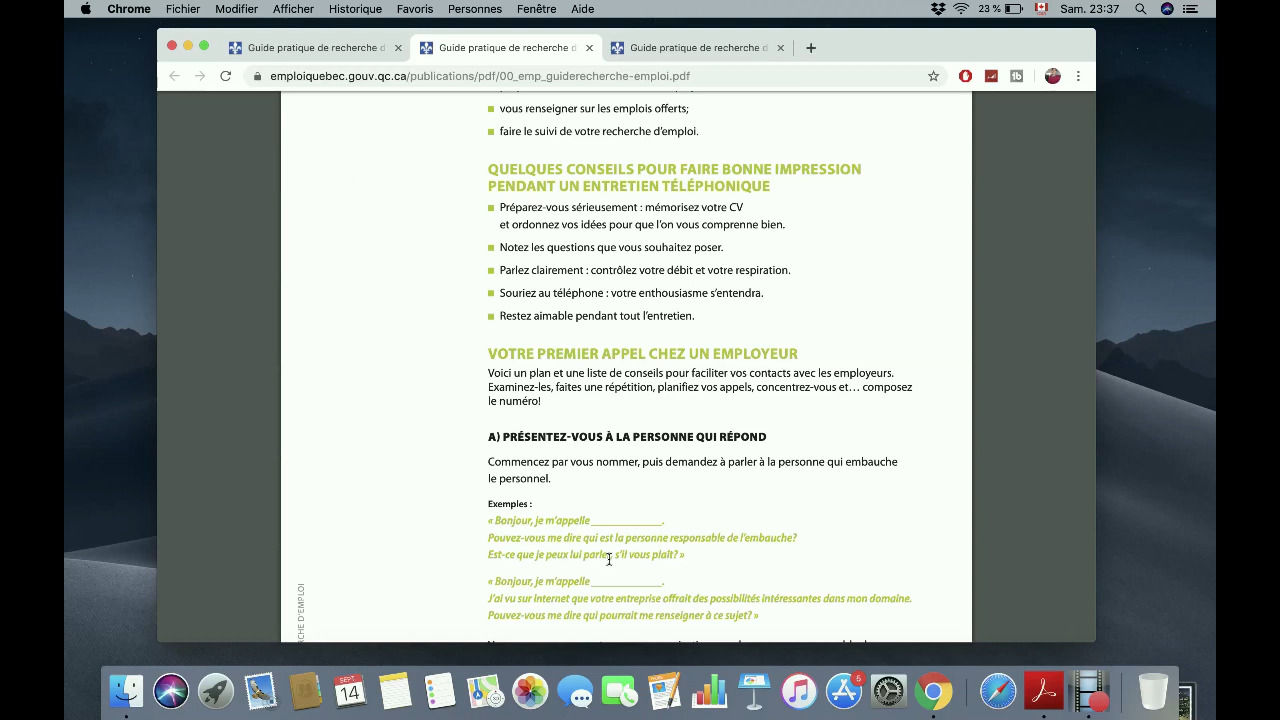 Chrome Fichier Modifier Afficher Historique Favoris Personnes Fenêtre Aide 23 % Sam. 23:37
Guide pratique de recherche d Guide pratique de recherche d Guide pratique de recherche d
emploiquebec.gouv.qc.ca/publications/pdf/00_emp_guiderecherche-emploi.pdf
vous renseigner sur les emplois offerts;
faire le suivi de votre recherche d'emploi.
QUELQUES CONSEILS POUR FAIRE BONNE IMPRESSION
PENDANT UN ENTRETIEN TÉLÉPHONIQUE
Préparez-vous sérieusement : mémorisez votre CV
et ordonnez vos idées pour que l'on vous comprenne bien.
Notez les questions que vous souhaitez poser.
Parlez clairement : contrôlez votre débit et votre respiration.
Souriez au téléphone : votre enthousiasme s'entendra.
Restez aimable pendant tout l'entretien.
VOTRE PREMIER APPEL CHEZ UN EMPLOYEUR
Voici un plan et une liste de conseils pour faciliter vos contacts avec les employeurs.
Examinez-les, faites une répétition, planifiez vos appels, concentrez-vous et... composez
le numéro!
A) PRÉSENTEZ-VOUS À LA PERSONNE QUI RÉPOND
Commencez par vous nommer, puis demandez à parler à la personne qui embauche
le personnel.
Exemples :
« Bonjour, je m'appelle ____________.
Pouvez-vous me dire qui est la personne responsable de l'embauche?
Est-ce que je peux lui parler, s'il vous plaît? »
« Bonjour, je m'appelle ____________.
J'ai vu sur internet que votre entreprise offrait des possibilités intéressantes dans mon domaine.
Pouvez-vous me dire qui pourrait me renseigner à ce sujet? »
RCHE D'EMPLOI
SEPT
14
5